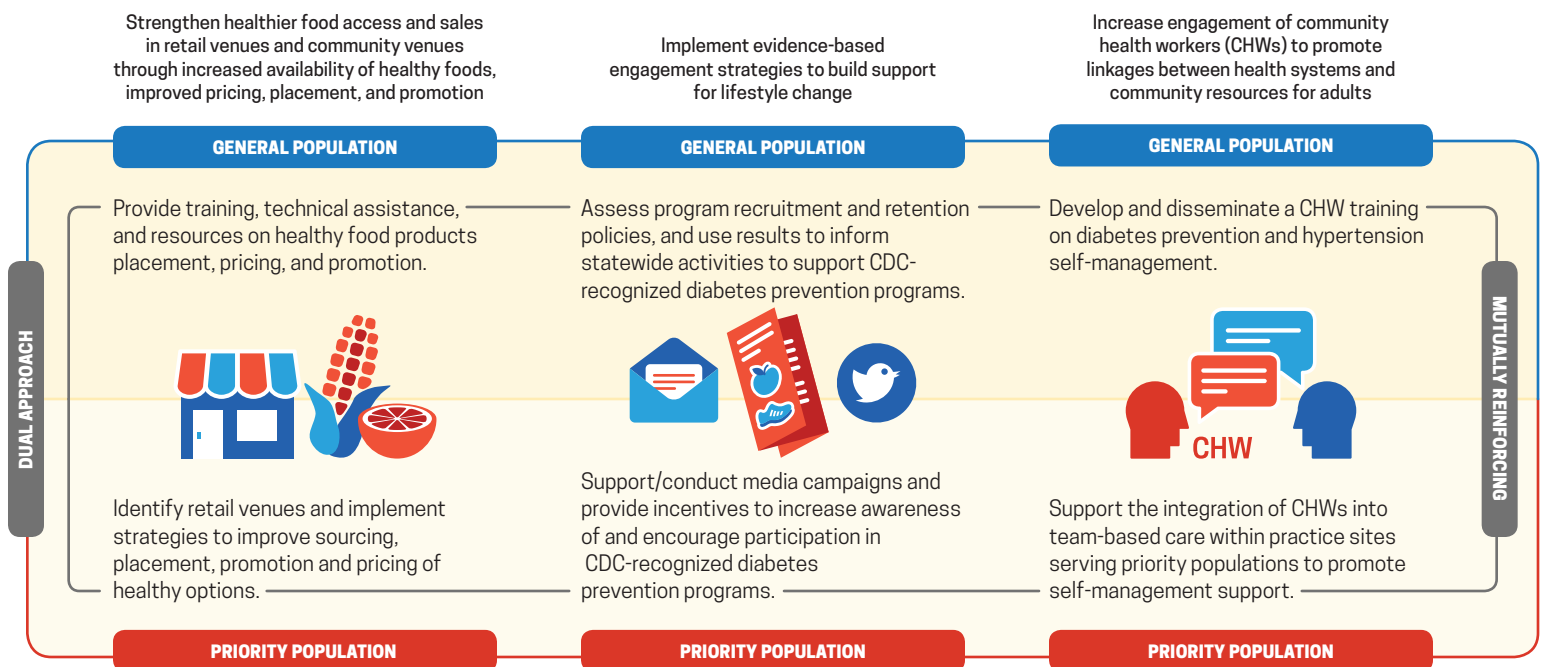 Strengthen healthier food access and sales
in retail venues and community venues
through increased availability of healthy foods,
improved pricing, placement, and promotion
Implement evidence-based
engagement strategies to build support
for lifestyle change
Increase engagement of community
health workers (CHWs) to promote
linkages between health systems and
community resources for adults
GENERAL POPULATION
GENERAL POPULATION
GENERAL POPULATION
DUAL APPROACH
Provide training, technical assistance,
and resources on healthy food products
placement, pricing, and promotion.
Assess program recruitment and retention
policies, and use results to inform
statewide activities to support CDC-
recognized diabetes prevention programs.
Develop and disseminate a CHW training
on diabetes prevention and hypertension
self-management.
MUTUALLY REINFORCING
CHW
Identify retail venues and implement
strategies to improve sourcing,
placement, promotion and pricing of
healthy options.
Support/conduct media campaigns and
provide incentives to increase awareness
of and encourage participation in
CDC-recognized diabetes
prevention programs.
Support the integration of CHWs into
team-based care within practice sites
serving priority populations to promote
self-management support.
PRIORITY POPULATION
PRIORITY POPULATION
PRIORITY POPULATION